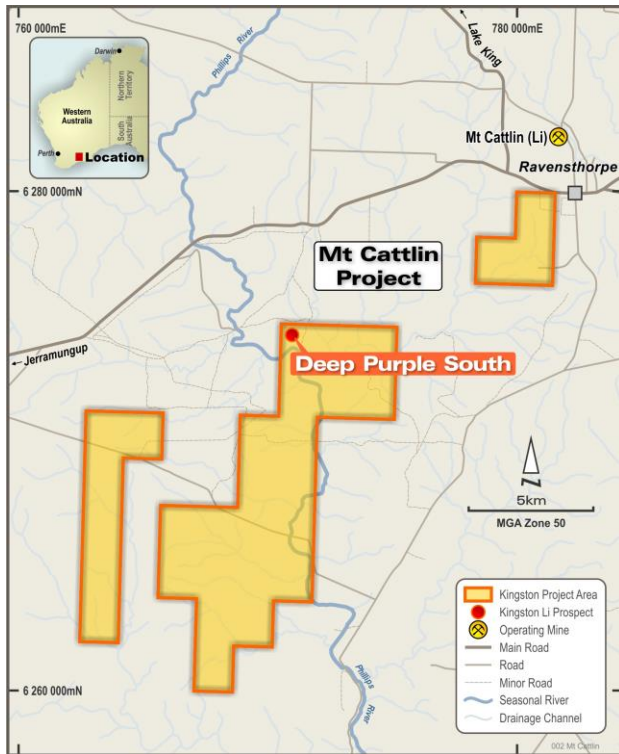 760 000mE
780 000mE
Darwin
Northern
Territory
Western
Australia
South
Australia
Perth
Location
Phillips
River
Lake King
Mt Cattlin (Li)
Ravensthorpe
6 280 000mN
Mt Cattlin
Project
Jerramungup
Deep Purple South
N
5km
MGA Zone 50
Kingston Project Area
Kingston Li Prospect
Operating Mine
Main Road
Road
Minor Road
Seasonal River
Drainage Channel
6 260 000mN
Phillips
River
002 Mt Cattlin